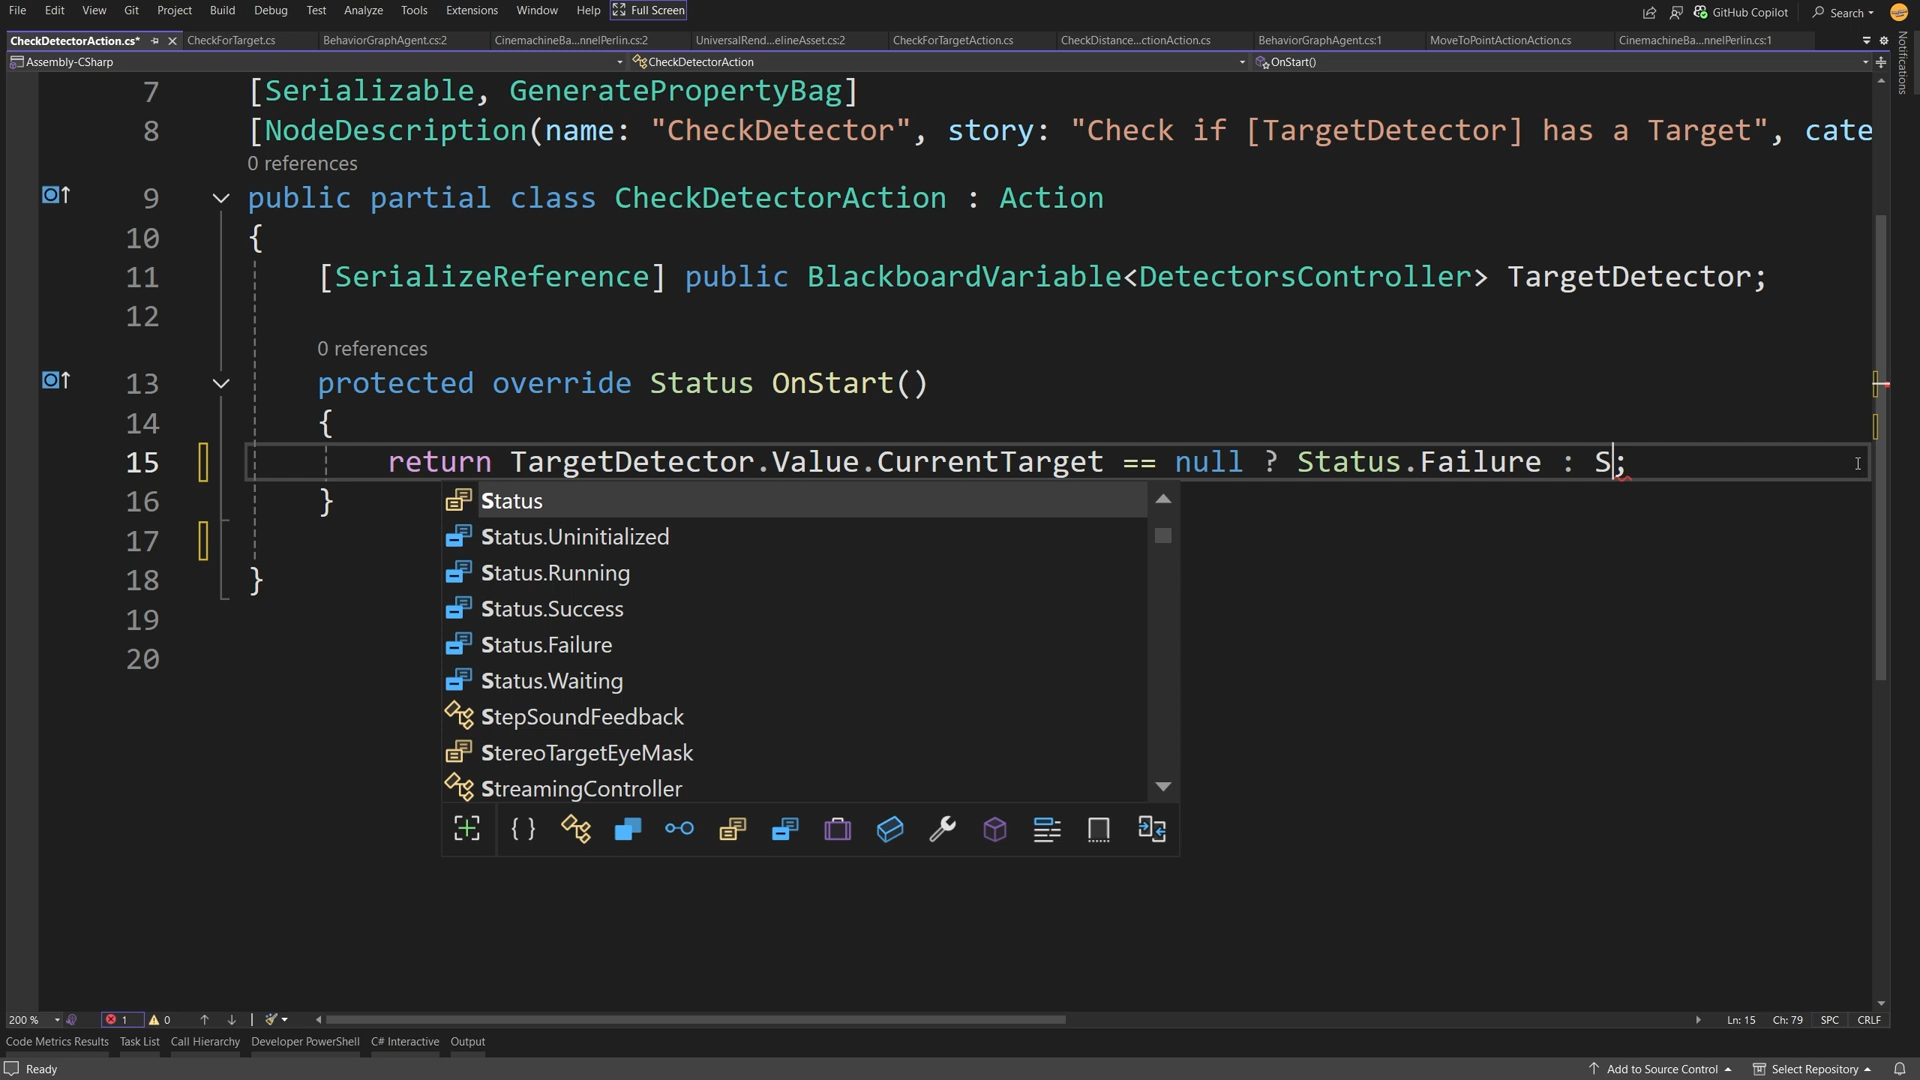 File Edit View Git Project Build Debug Test Analyze Tools Extensions Window Help Full Screen GitHub Copilot Search
CheckDetectorAction.cs* CheckForTarget.cs BehaviorGraphAgent.cs:2 CinemachineBa...nnelPerlin.cs:2 UniversalRend...elineAsset.cs:2 CheckForTargetAction.cs CheckDistance...ctionAction.cs BehaviorGraphAgent.cs:1 MoveToPointActionAction.cs CinemachineBa...nnelPerlin.cs:1
Notifications
Assembly-CSharp CheckDetectorAction OnStart()
7 [Serializable, GeneratePropertyBag]
8 [NodeDescription(name: "CheckDetector", story: "Check if [TargetDetector] has a Target", cate
0 references
9 public partial class CheckDetectorAction : Action
10 {
11 [SerializeReference] public BlackboardVariable<DetectorsController> TargetDetector;
12
0 references
13 protected override Status OnStart()
14 {
15 return TargetDetector.Value.CurrentTarget == null ? Status.Failure : S;
16 }
17
18 }
19
20
Status
Status.Uninitialized
Status.Running
Status.Success
Status.Failure
Status.Waiting
StepSoundFeedback
StereoTargetEyeMask
StreamingController
200 % 1 0 Ln: 15 Ch: 79 SPC CRLF
Code Metrics Results Task List Call Hierarchy Developer PowerShell C# Interactive Output
Ready Add to Source Control Select Repository